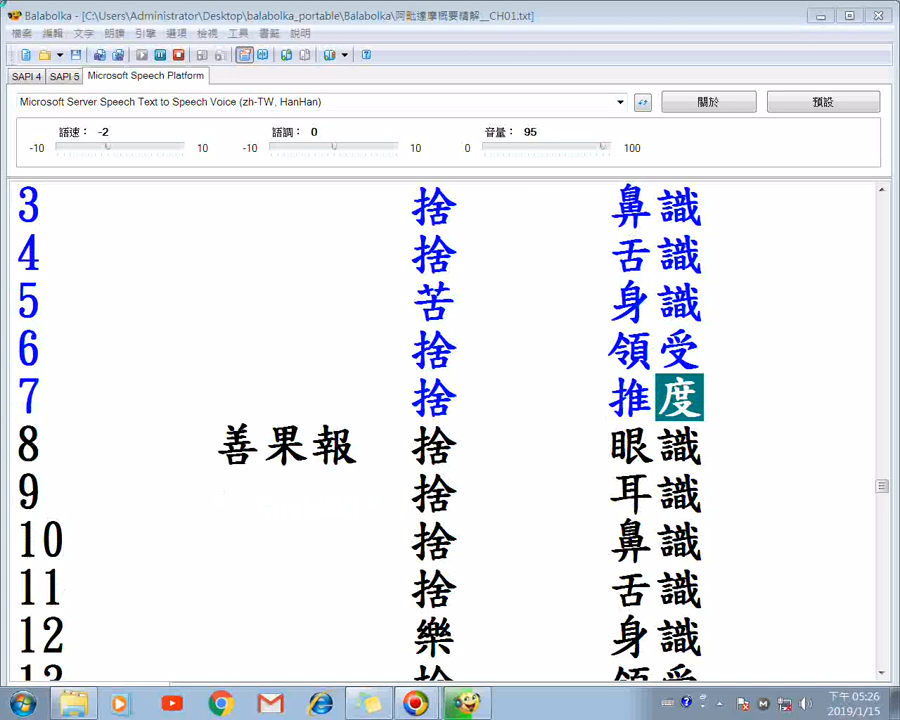 Balabolka - [C:\Users\Administrator\Desktop\balabolka_portable\Balabolka\阿毗達摩概要精解__CH01.txt]
檔案 編輯 文字 朗讀 引擎 選項 檢視 工具 書籤 說明
SAPI 4 SAPI 5 Microsoft Speech Platform
Microsoft Server Speech Text to Speech Voice (zh-TW, HanHan) 關於 預設
語速： -2 語調： 0 音量： 95
-10 10 -10 10 0 100
3 捨 鼻識
4 捨 舌識
5 苦 身識
6 捨 領受
7 捨 推度
8 善果報 捨 眼識
9 捨 耳識
10 捨 鼻識
11 捨 舌識
12 樂 身識
13 捨 領受
下午 05:26
2019/1/15